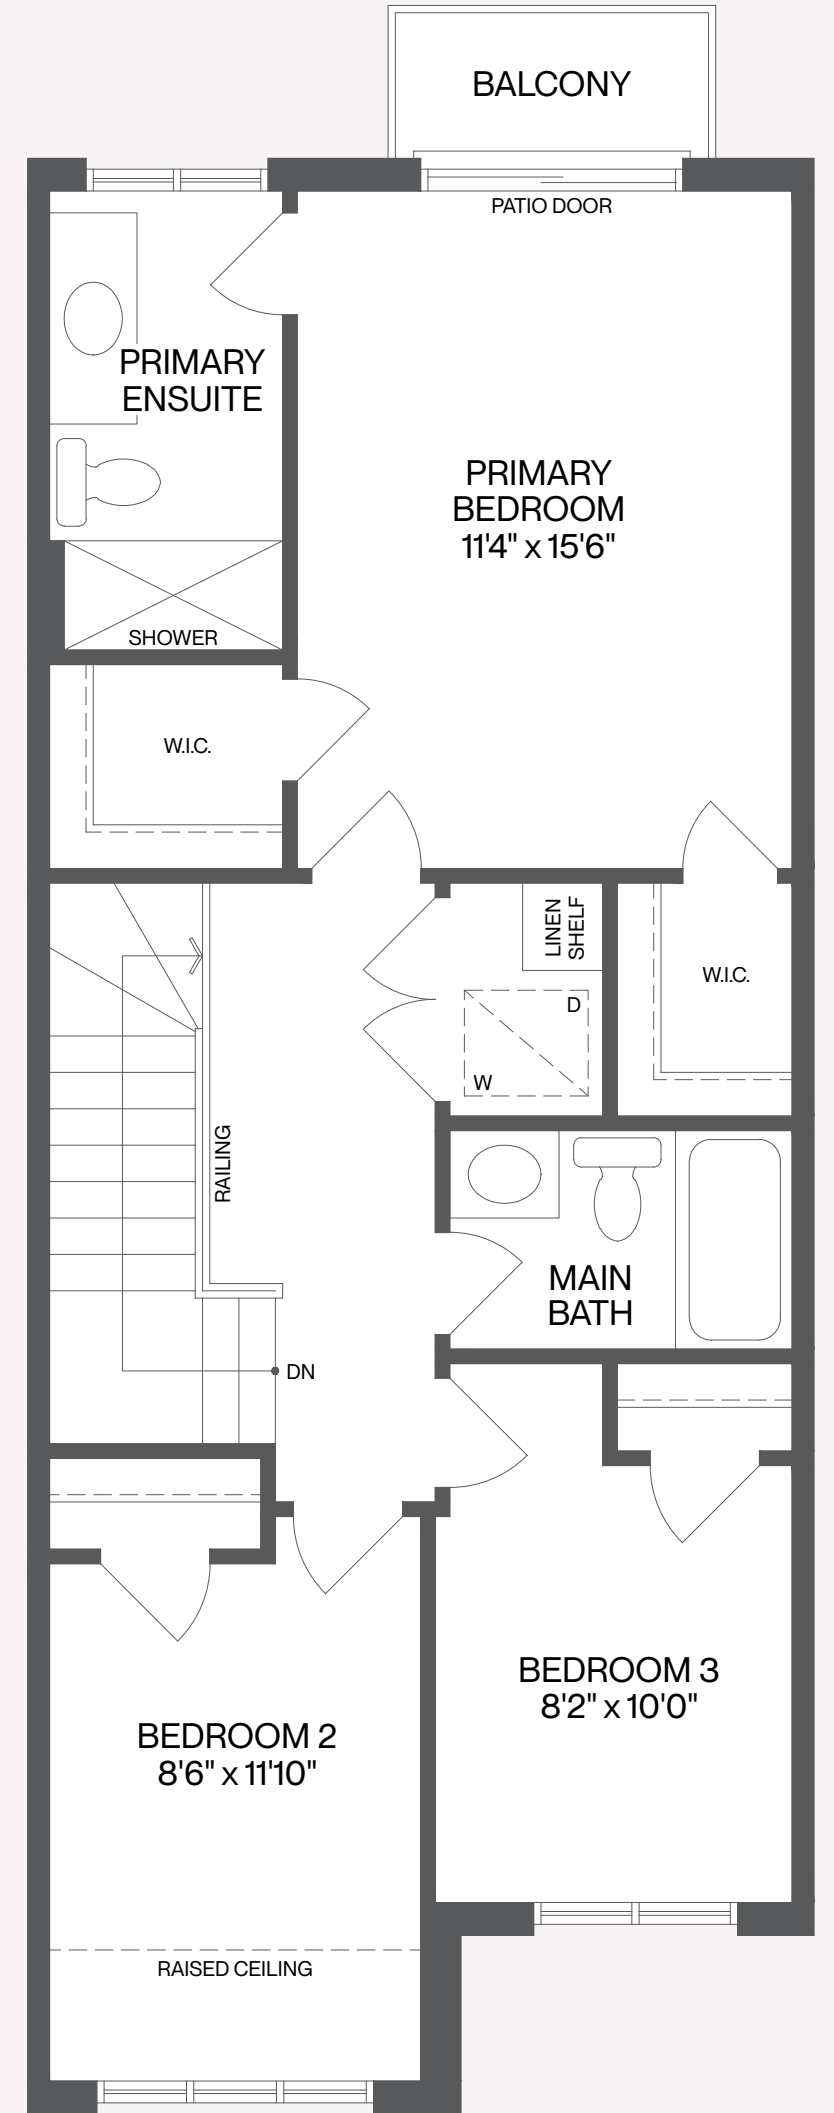 BALCONY
PATIO DOOR
PRIMARY
ENSUITE
PRIMARY
BEDROOM
11'4" x 15'6"
SHOWER
W.I.C.
LINEN
SHELF
W.I.C.
D
W
RAILING
MAIN
BATH
DN
BEDROOM 3
8'2" x 10'0"
BEDROOM 2
8'6" x 11'10"
RAISED CEILING